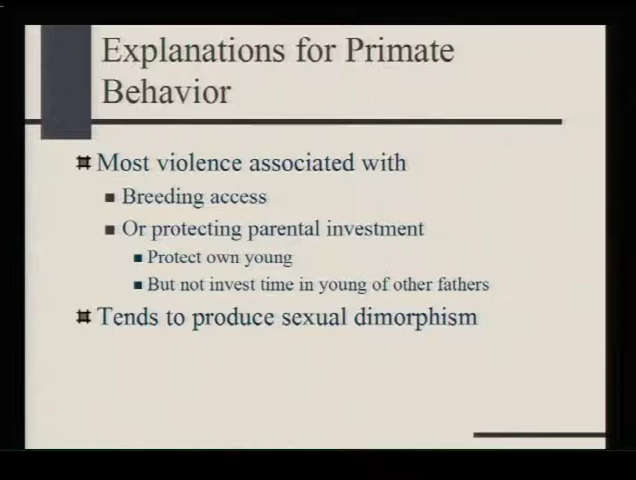 Explanations for Primate
Behavior
Most violence associated with
Breeding access
Or protecting parental investment
Protect own young
But not invest time in young of other fathers
Tends to produce sexual dimorphism